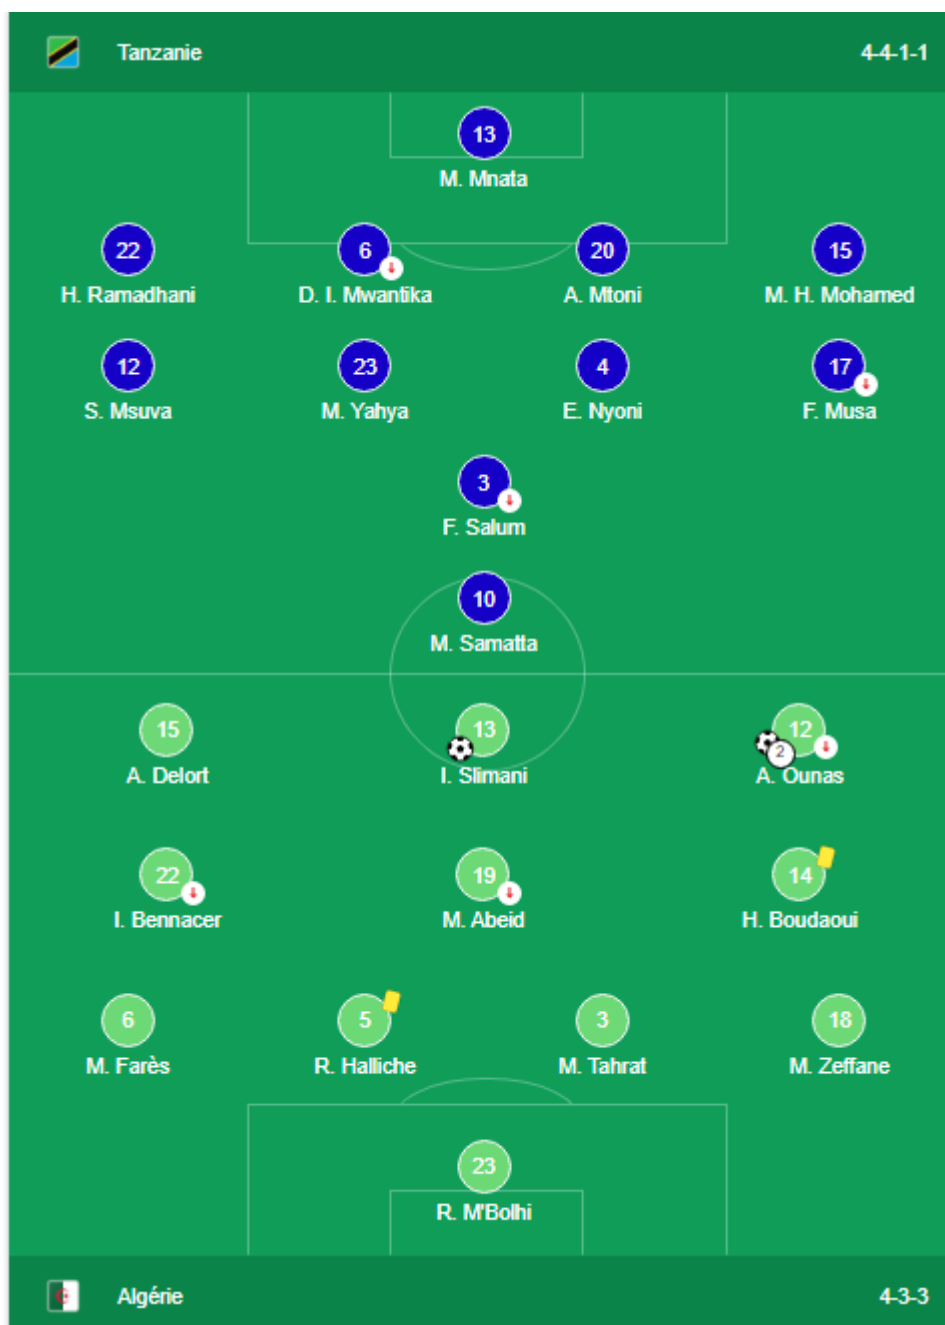 Tanzanie 4-4-1-1
13
M. Mnata
22 6 20 15
H. Ramadhani D. I. Mwantika A. Mtoni M. H. Mohamed
12 23 4 17
S. Msuva M. Yahya E. Nyoni F. Musa
3
F. Salum
10
M. Samatta
15 13 12
2
A. Delort I. Slimani A. Ounas
22 19 14
I. Bennacer M. Abeid H. Boudaoui
6 5 3 18
M. Farès R. Halliche M. Tahrat M. Zeffane
23
R. M'Bolhi
Algérie 4-3-3